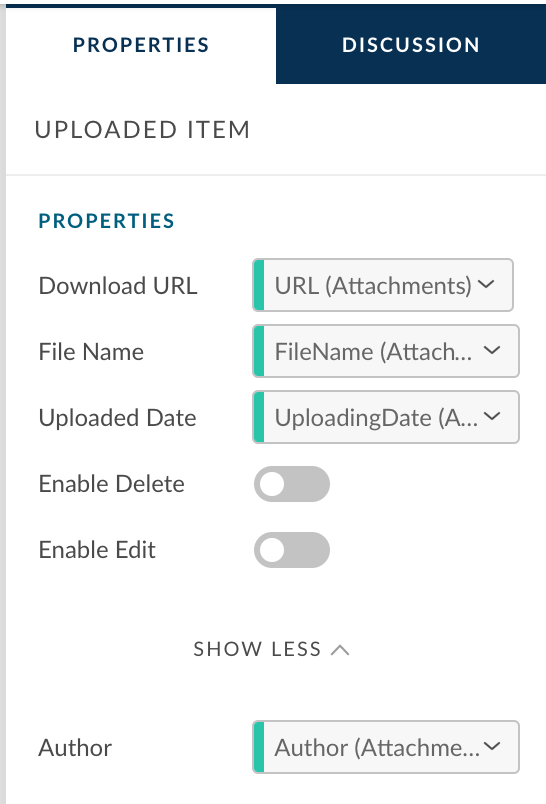 PROPERTIES DISCUSSION
UPLOADED ITEM
PROPERTIES
Download URL URL (Attachments)
File Name FileName (Attach...
Uploaded Date UploadingDate (A...
Enable Delete
Enable Edit
SHOW LESS
Author Author (Attachme...